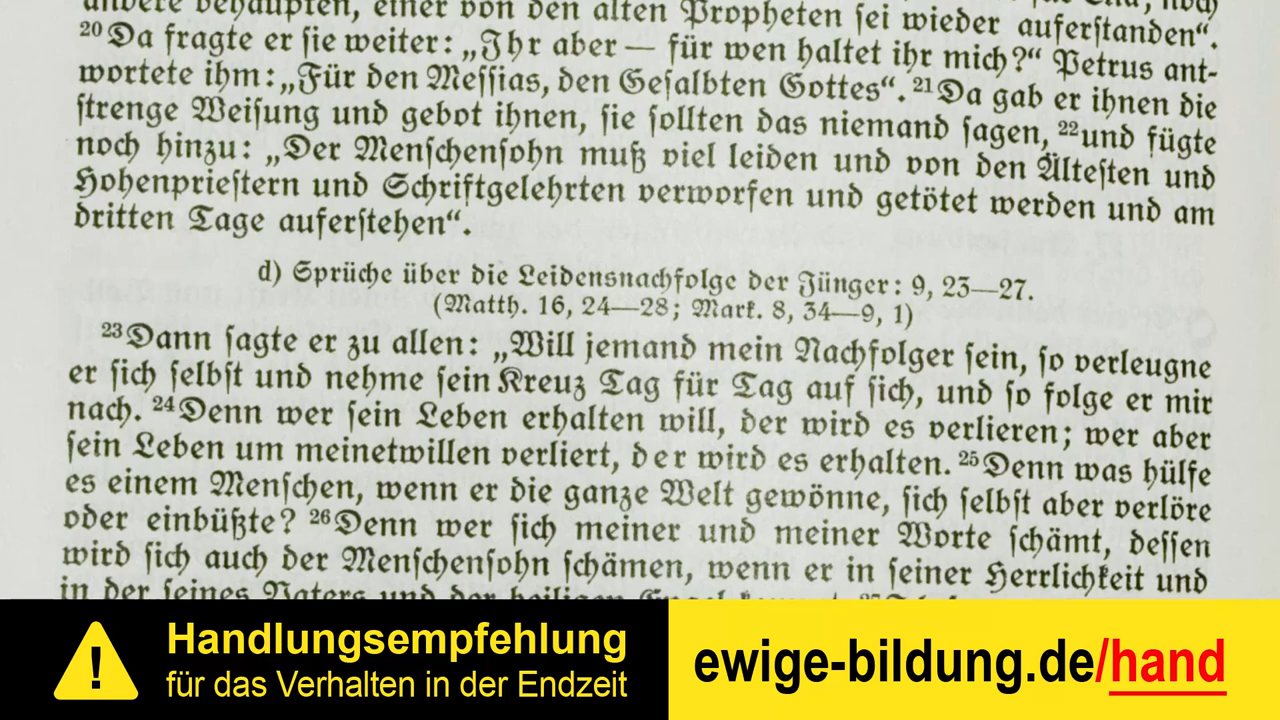 andere behaupten, einer von den alten Propheten sei wieder auferstanden“.
²⁰Da fragte er sie weiter: „Ihr aber — für wen haltet ihr mich?“ Petrus ant-
wortete ihm: „Für den Messias, den Gesalbten Gottes“. ²¹Da gab er ihnen die
strenge Weisung und gebot ihnen, sie sollten das niemand sagen, ²²und fügte
noch hinzu: „Der Menschensohn muß viel leiden und von den Ältesten und
Hohenpriestern und Schriftgelehrten verworfen und getötet werden und am
dritten Tage auferstehen“.
d) Sprüche über die Leidensnachfolge der Jünger: 9, 23—27.
(Matth. 16, 24—28; Mark. 8, 34—9, 1)
²³Dann sagte er zu allen: „Will jemand mein Nachfolger sein, so verleugne
er sich selbst und nehme sein Kreuz Tag für Tag auf sich, und so folge er mir
nach. ²⁴Denn wer sein Leben erhalten will, der wird es verlieren; wer aber
sein Leben um meinetwillen verliert, der wird es erhalten. ²⁵Denn was hülfe
es einem Menschen, wenn er die ganze Welt gewönne, sich selbst aber verlöre
oder einbüßte? ²⁶Denn wer sich meiner und meiner Worte schämt, dessen
wird sich auch der Menschensohn schämen, wenn er in seiner Herrlichkeit und
in der seines Vaters und der heiligen Engel kommt. ²⁷
Handlungsempfehlung
für das Verhalten in der Endzeit
ewige-bildung.de/hand